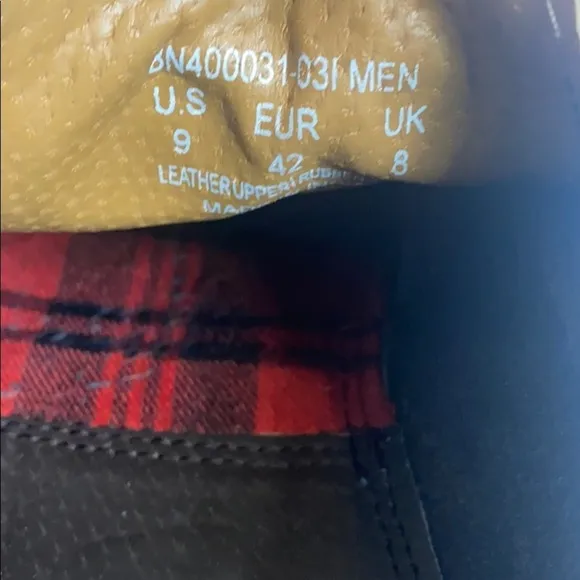 BN400031-031 MEN
U.S EUR UK
9 42 8
LEATHER UPPER